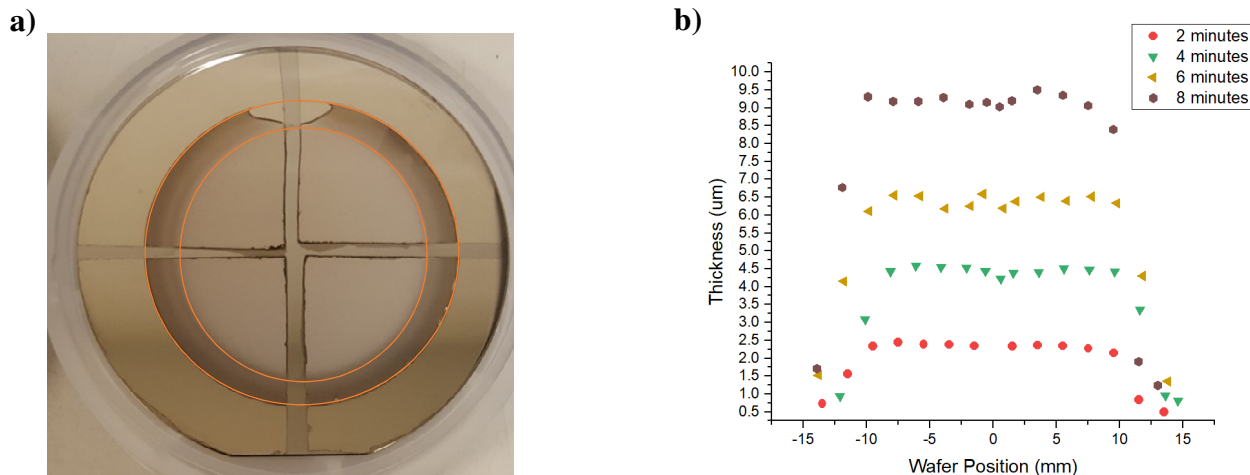 a)
b)
2 minutes
4 minutes
6 minutes
8 minutes
10.0
9.5
9.0
8.5
8.0
7.5
7.0
6.5
6.0
5.5
5.0
4.5
4.0
3.5
3.0
2.5
2.0
1.5
1.0
0.5
Thickness (um)
-15 -10 -5 0 5 10 15
Wafer Position (mm)